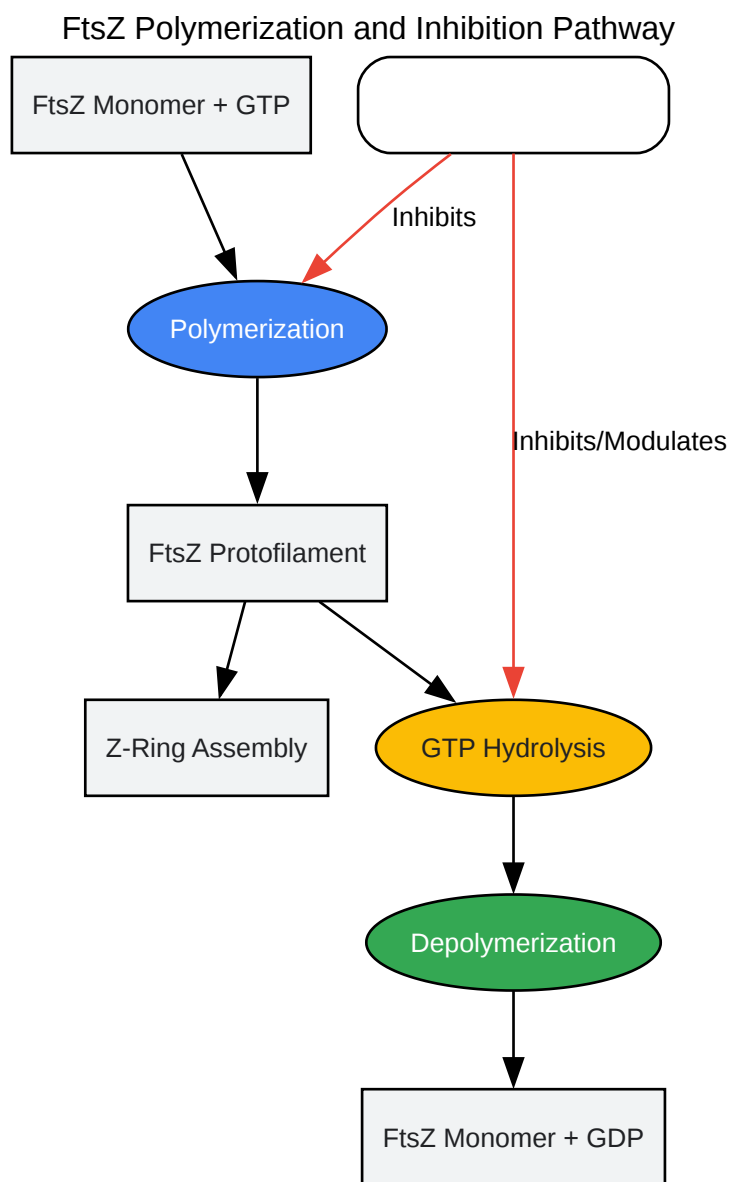 FtsZ Polymerization and Inhibition Pathway
FtsZ Monomer + GTP
Inhibits
Polymerization
Inhibits/Modulates
FtsZ Protofilament
Z-Ring Assembly
GTP Hydrolysis
Depolymerization
FtsZ Monomer + GDP